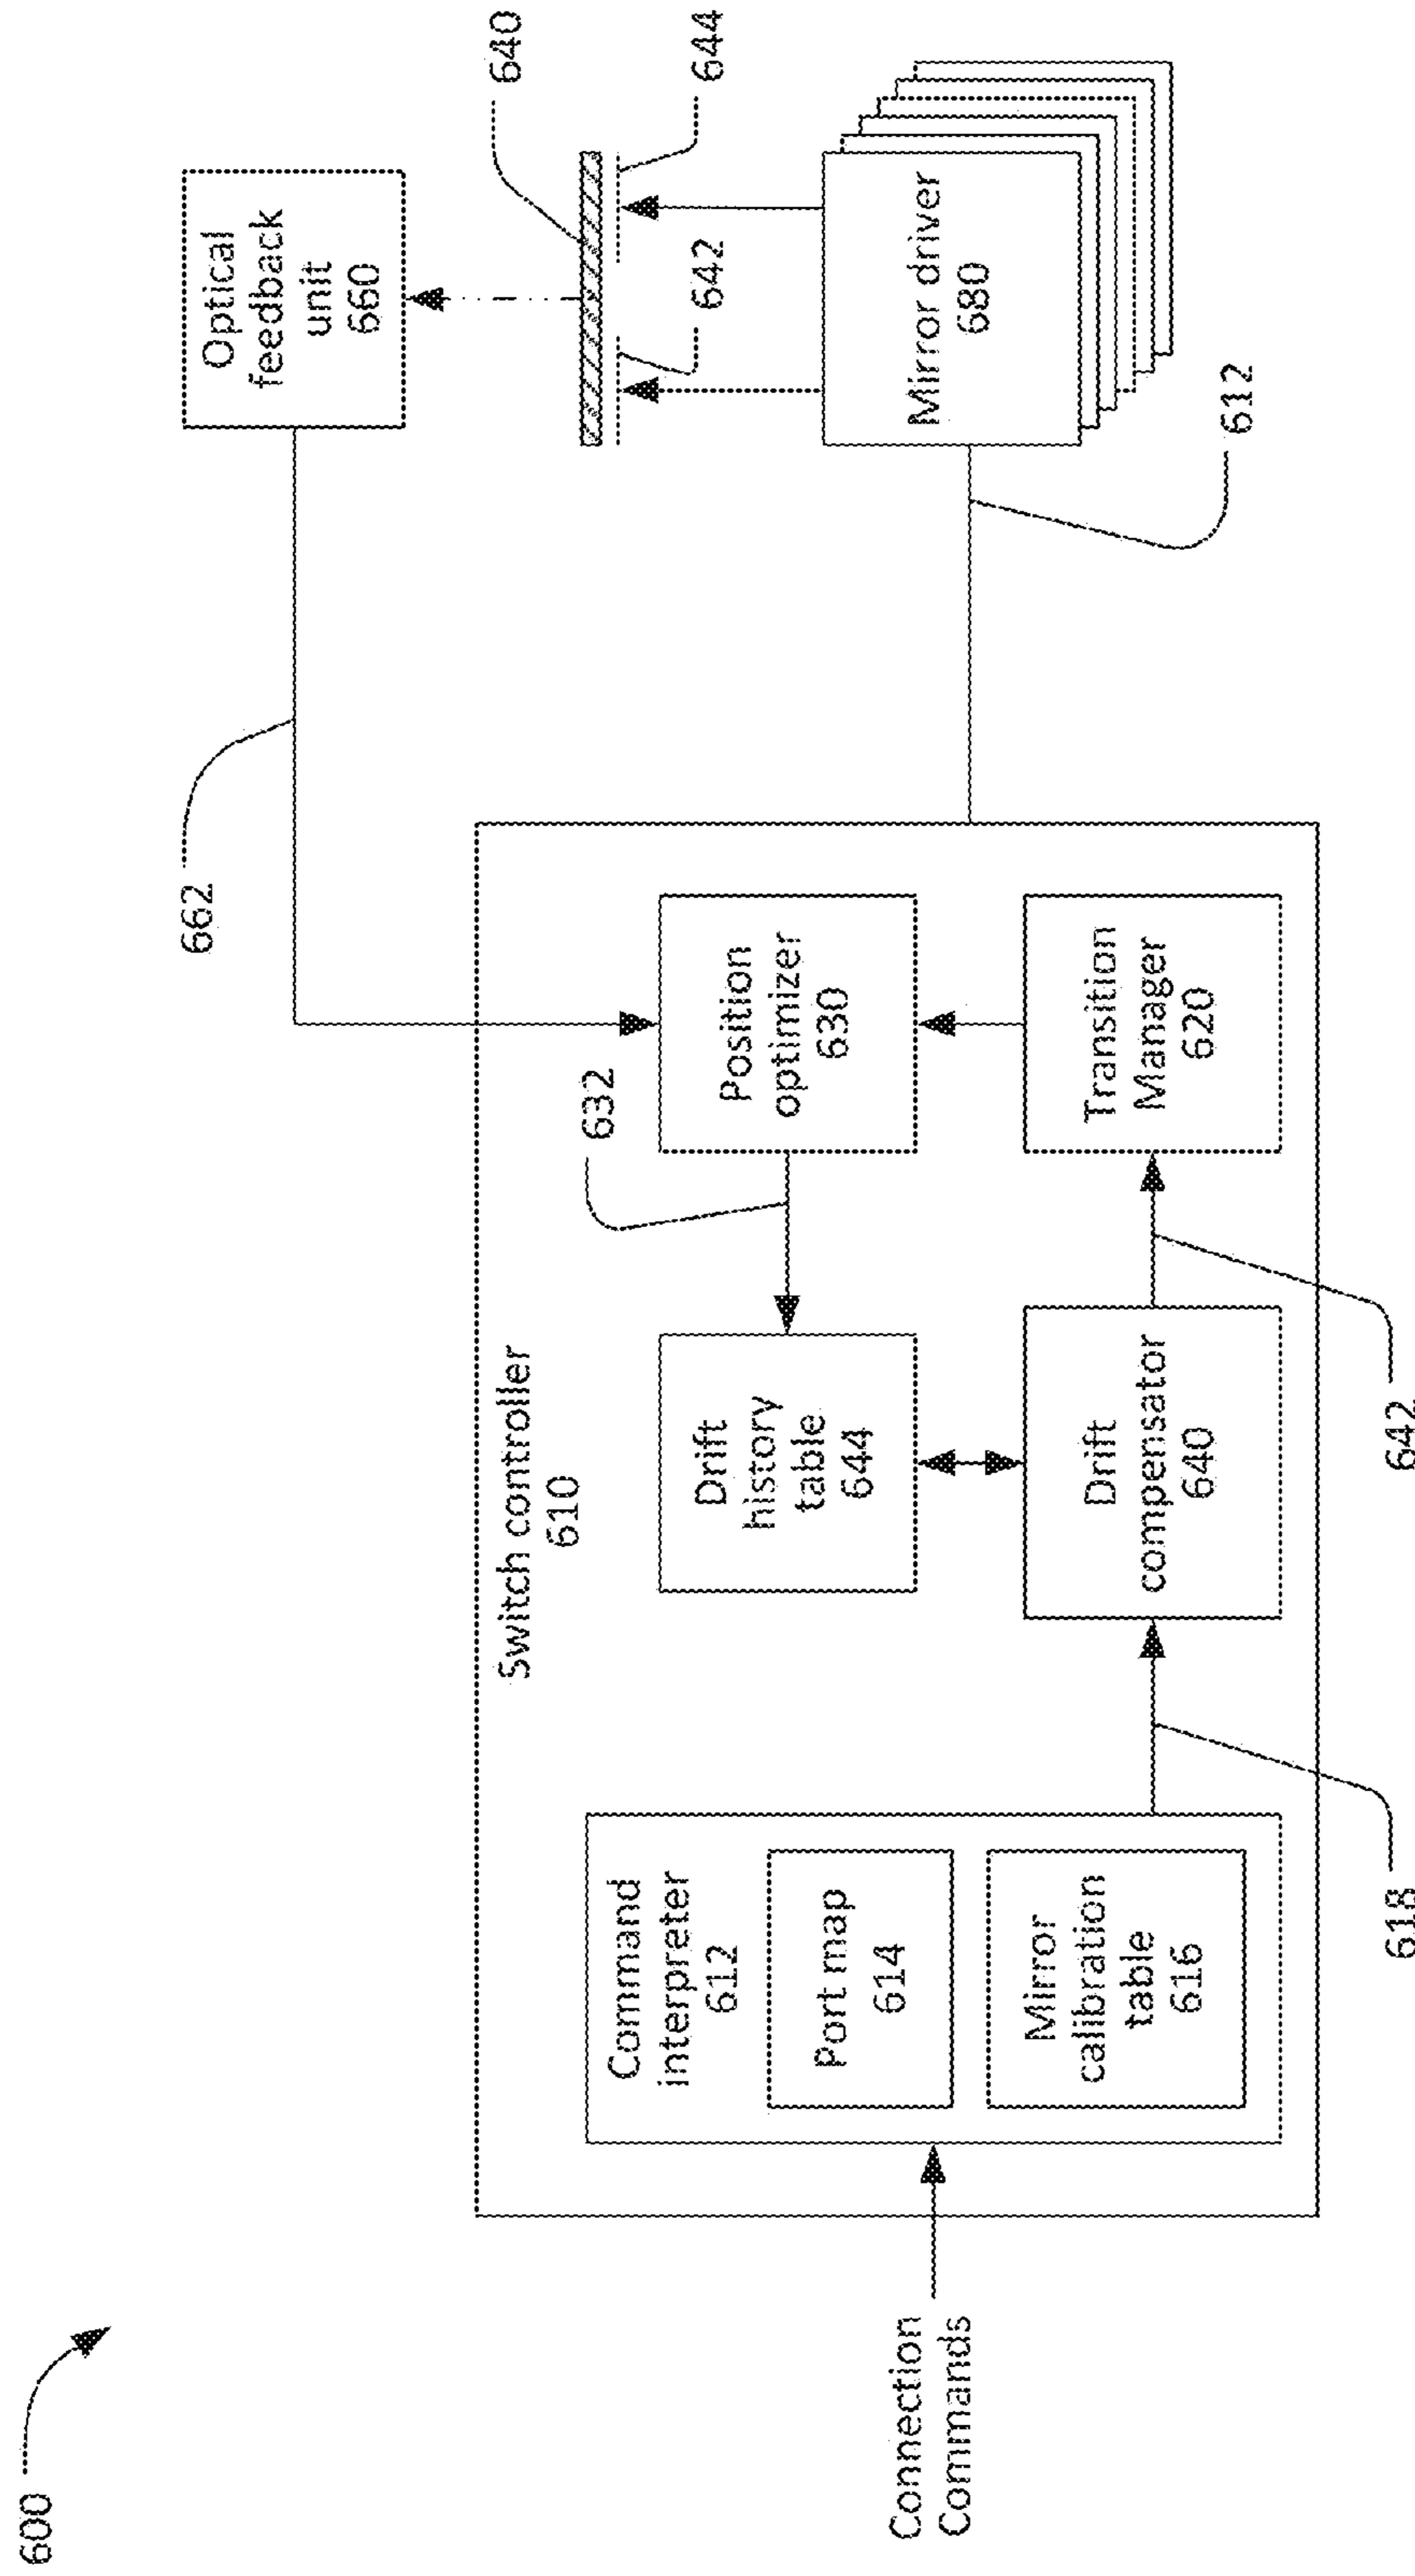 600
Connection
Commands
Switch controller
610
Command
interpreter
612
Port map
614
Mirror
calibration
table
616
618
Drift
history
table
644
Drift
compensator
640
642
632
Position
optimizer
630
Transition
Manager
620
662
Optical
feedback
unit
660
640
642
644
Mirror driver
680
612